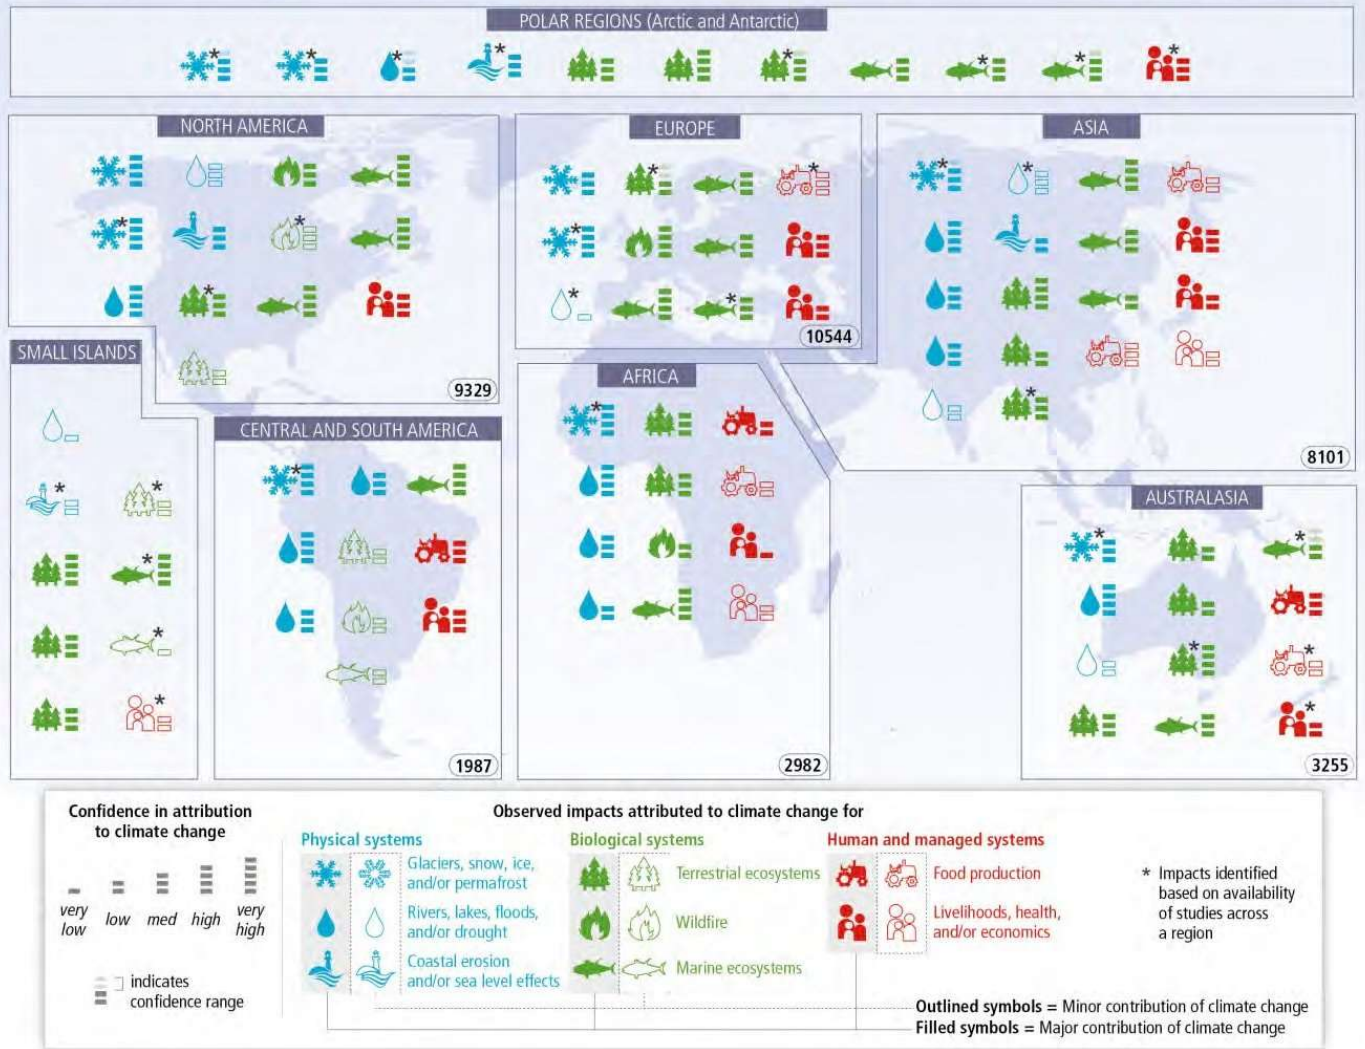 POLAR REGIONS (Arctic and Antarctic)
NORTH AMERICA
EUROPE
ASIA
10544
SMALL ISLANDS
9329
AFRICA
CENTRAL AND SOUTH AMERICA
8101
AUSTRALASIA
1987
2982
3255
Confidence in attribution
to climate change
very
low
low
med
high
very
high
indicates
confidence range
Observed impacts attributed to climate change for
Physical systems
Glaciers, snow, ice,
and/or permafrost
Rivers, lakes, floods,
and/or drought
Coastal erosion
and/or sea level effects
Biological systems
Terrestrial ecosystems
Wildfire
Marine ecosystems
Human and managed systems
Food production
Livelihoods, health,
and/or economics
* Impacts identified
based on availability
of studies across
a region
Outlined symbols = Minor contribution of climate change
Filled symbols = Major contribution of climate change